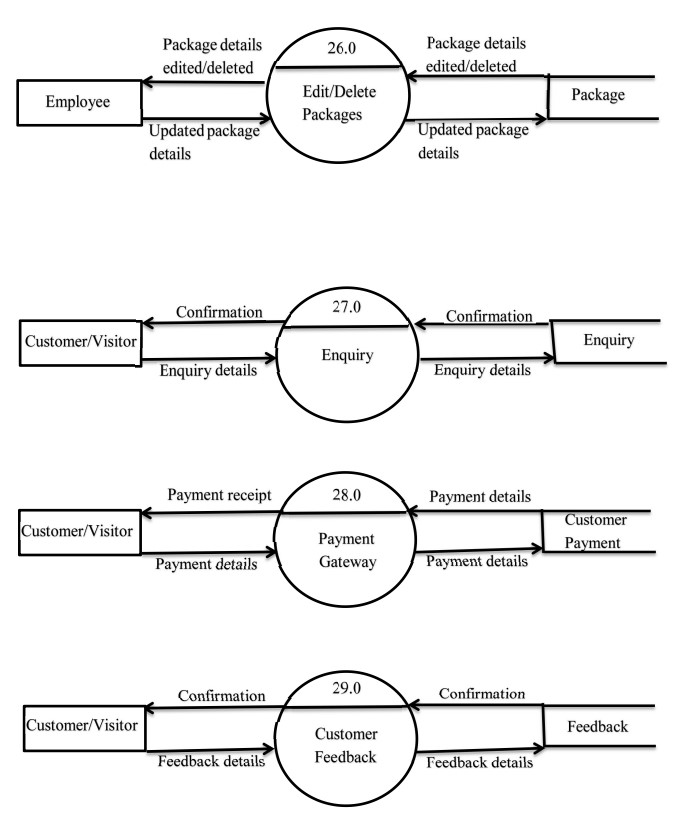 Package details
edited/deleted
26.0
Package details
edited/deleted
Employee
Edit/Delete
Packages
Package
Updated package
details
Updated package
details
Confirmation
27.0
Confirmation
Customer/Visitor
Enquiry
Enquiry
Enquiry details
Enquiry details
Payment receipt
28.0
Payment details
Customer/Visitor
Payment
Gateway
Customer
Payment
Payment details
Payment details
Confirmation
29.0
Confirmation
Customer/Visitor
Customer
Feedback
Feedback
Feedback details
Feedback details